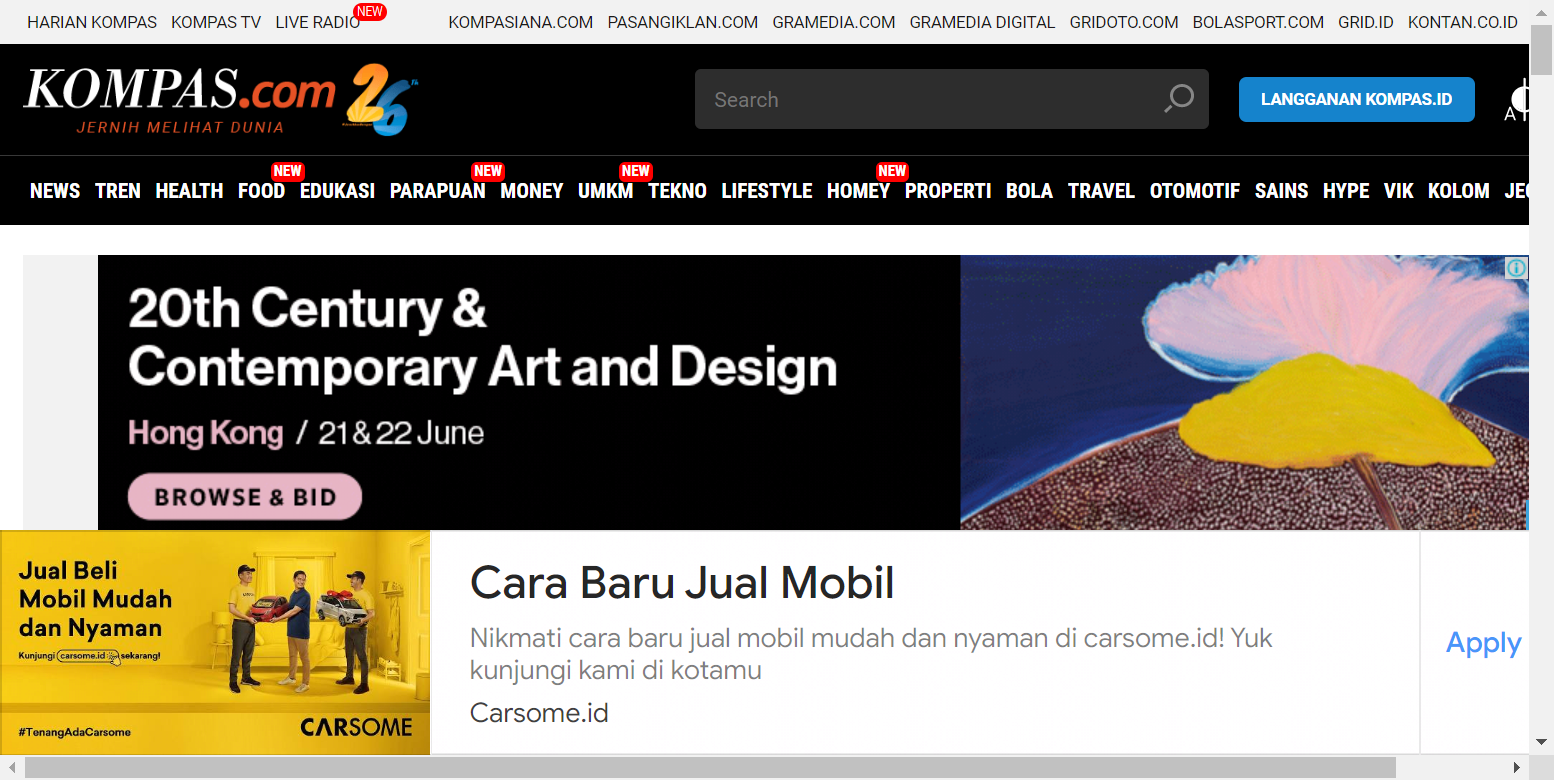 HARIAN KOMPAS KOMPAS TV LIVE RADIO NEW KOMPASIANA.COM PASANGIKLAN.COM GRAMEDIA.COM GRAMEDIA DIGITAL GRIDOTO.COM BOLASPORT.COM GRID.ID KONTAN.CO.ID
KOMPAS.com 26
JERNIH MELIHAT DUNIA
Search
LANGGANAN KOMPAS.ID
A
NEW NEW NEW NEW
NEWS TREN HEALTH FOOD EDUKASI PARAPUAN MONEY UMKM TEKNO LIFESTYLE HOMEY PROPERTI BOLA TRAVEL OTOMOTIF SAINS HYPE VIK KOLOM
20th Century &
Contemporary Art and Design
Hong Kong / 21 & 22 June
BROWSE & BID
Jual Beli
Mobil Mudah
dan Nyaman
Kunjungi carsome.id sekarang!
#TenangAdaCarsome
CARSOME
Cara Baru Jual Mobil
Nikmati cara baru jual mobil mudah dan nyaman di carsome.id! Yuk
kunjungi kami di kotamu
Carsome.id
Apply